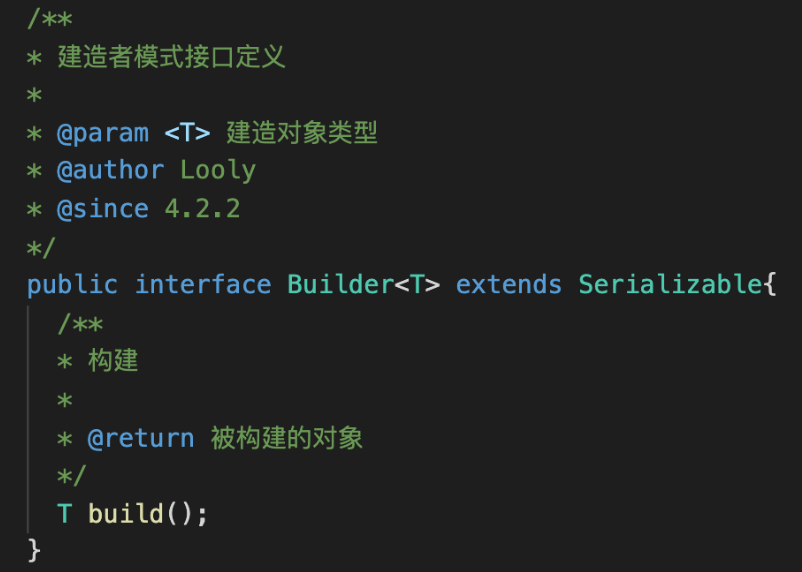 /**
* 建造者模式接口定义
*
* @param <T> 建造对象类型
* @author Looly
* @since 4.2.2
*/
public interface Builder<T> extends Serializable{
/**
* 构建
*
* @return 被构建的对象
*/
T build();
}